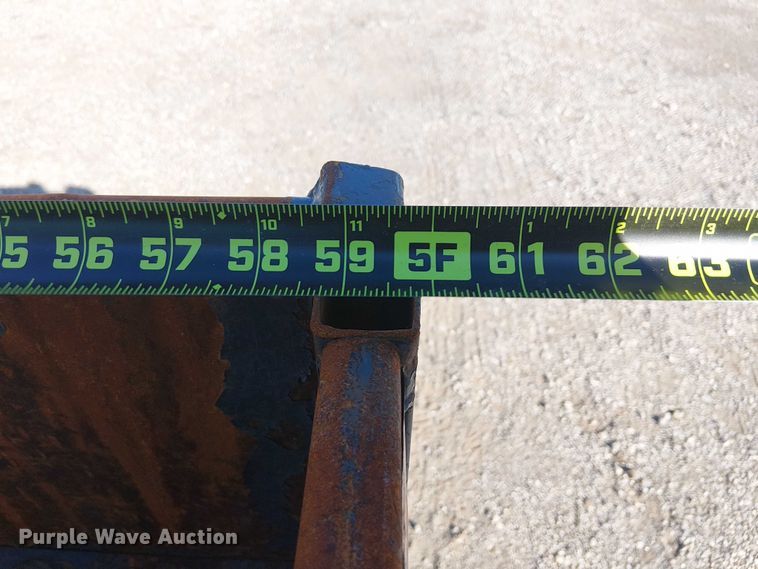 7 8 9 10 11 1 2 3
5 56 57 58 59 5F 61 62 63
Purple Wave Auction